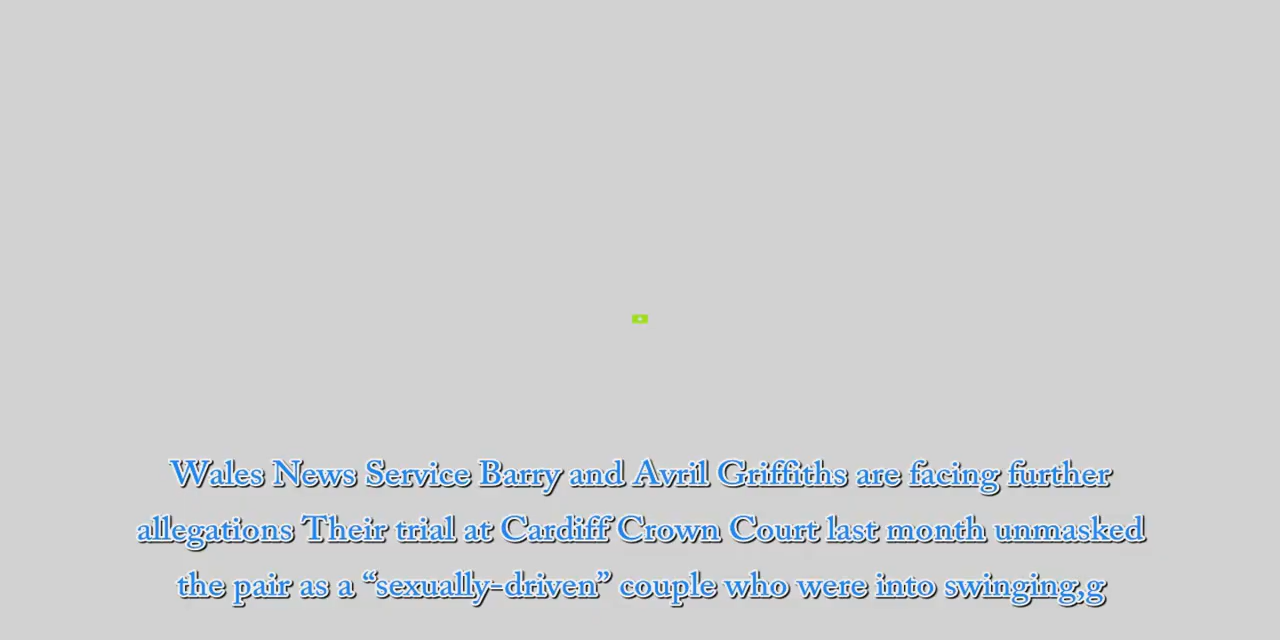 Wales News Service Barry and Avril Griffiths are facing further
allegations Their trial at Cardiff Crown Court last month unmasked
the pair as a “sexually-driven” couple who were into swinging,g